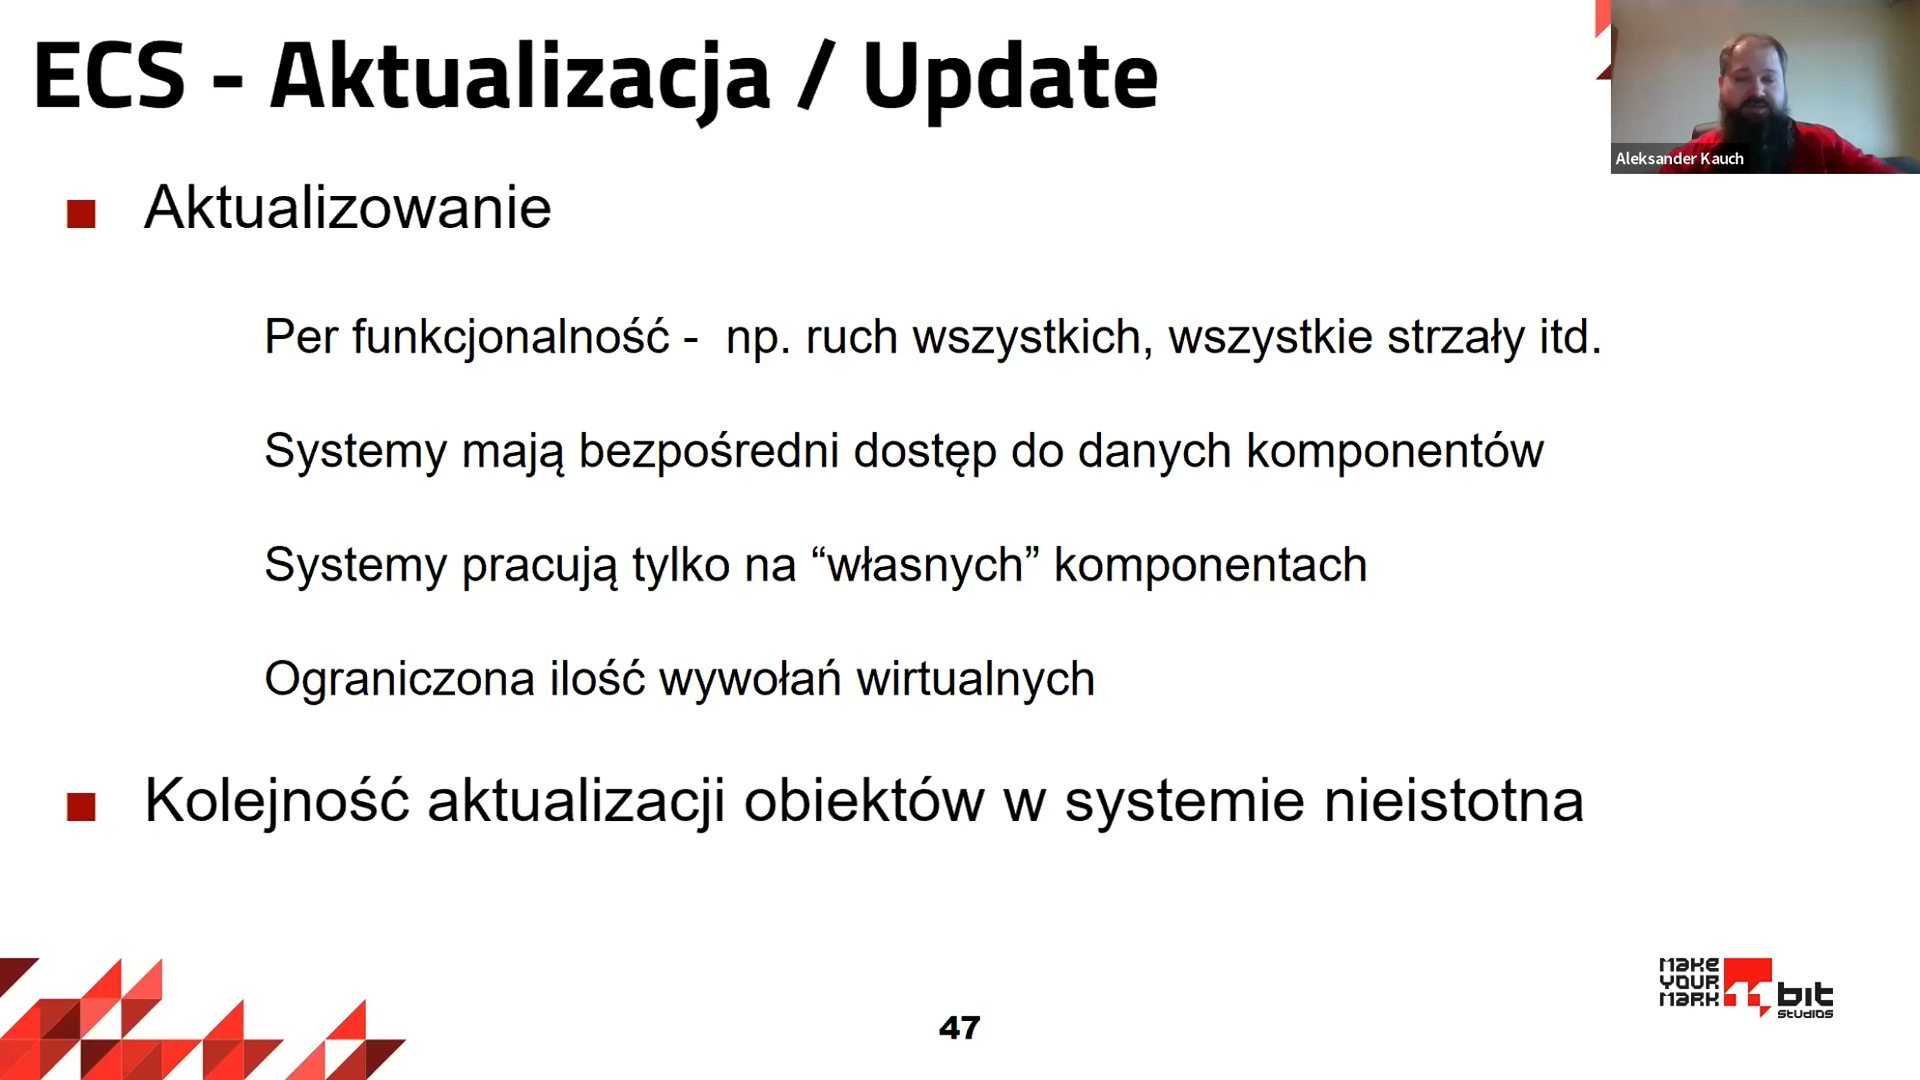 ECS - Aktualizacja / Update
Aleksander Kauch
Aktualizowanie
Per funkcjonalność - np. ruch wszystkich, wszystkie strzały itd.
Systemy mają bezpośredni dostęp do danych komponentów
Systemy pracują tylko na “własnych” komponentach
Ograniczona ilość wywołań wirtualnych
Kolejność aktualizacji obiektów w systemie nieistotna
MAKE
YOUR
MARK
11 bit
STUDIOS
47